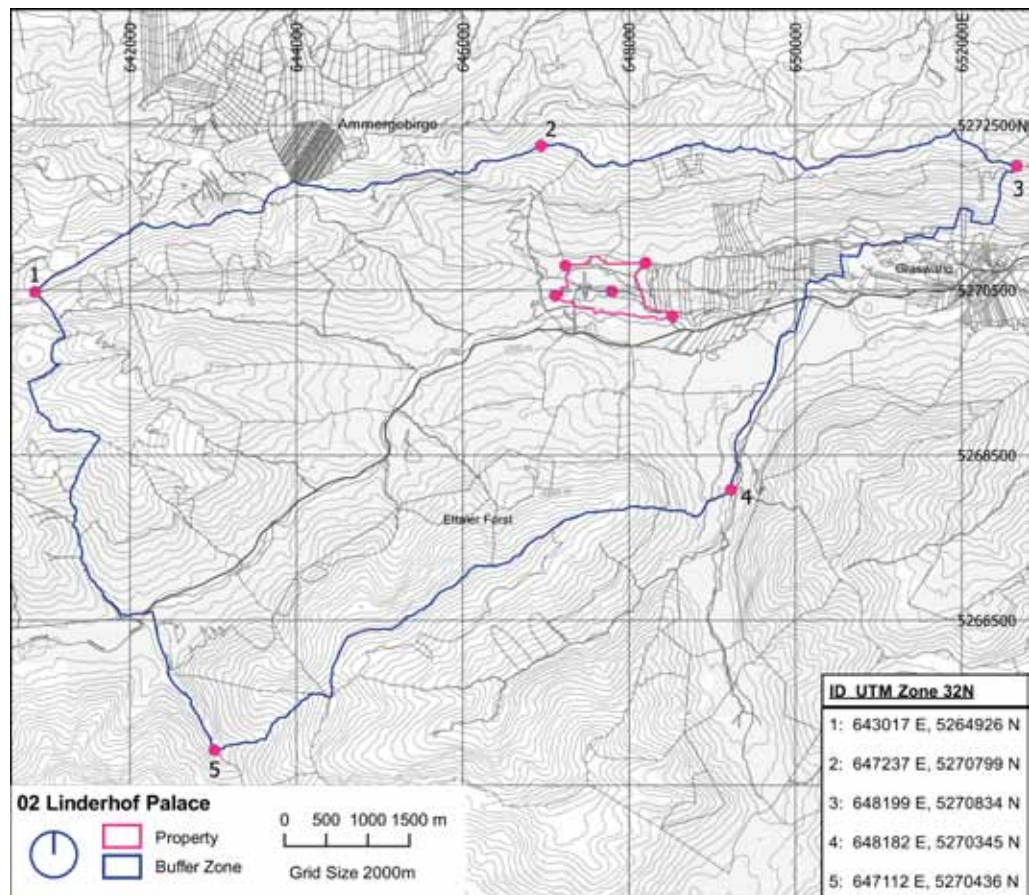 642000
644000
646000
648000
650000
652000E
Ammergebirge
2
5272500N
3
1
Graswang
5270500
5268500
4
Ettaler Forst
5266500
5
ID UTM Zone 32N
1: 643017 E, 5264926 N
2: 647237 E, 5270799 N
3: 648199 E, 5270834 N
4: 648182 E, 5270345 N
5: 647112 E, 5270436 N
02 Linderhof Palace
Property
Buffer Zone
0 500 1000 1500 m
Grid Size 2000m